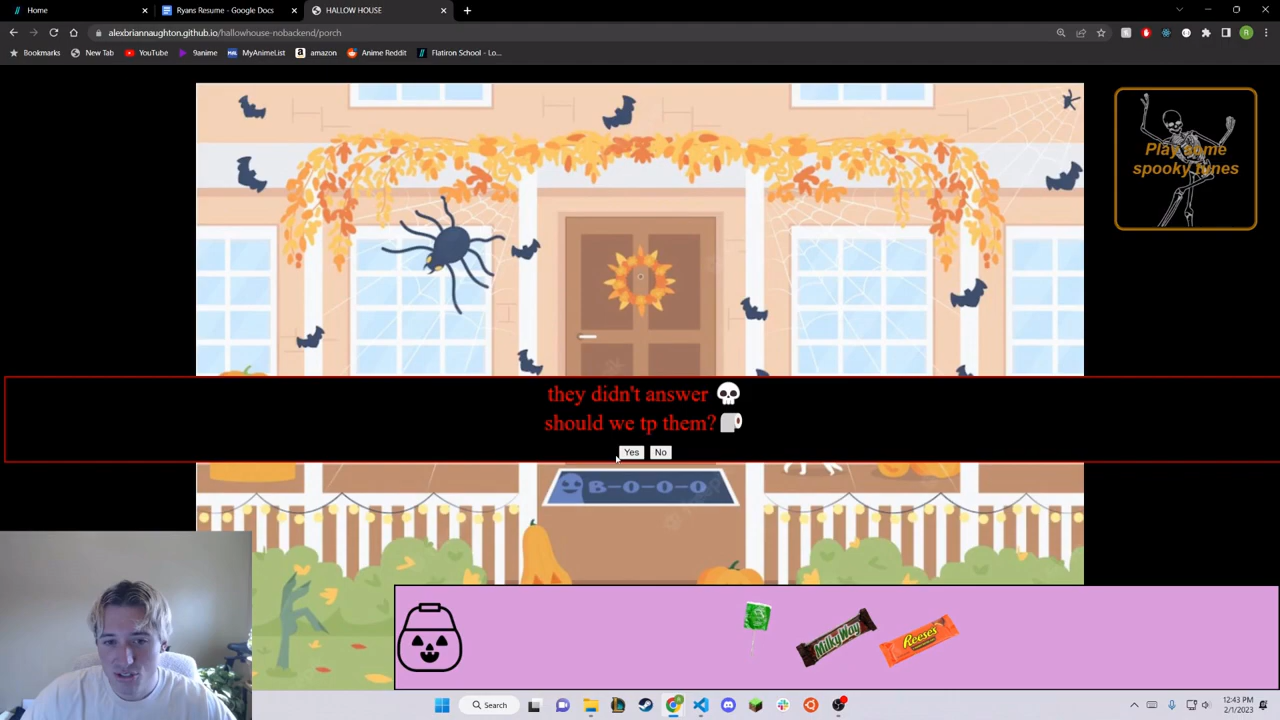 Home
Ryans Resume - Google Docs
HALLOW HOUSE
alexbriannaughton.github.io/hallowhouse-nobackend/porch
R
Bookmarks
New Tab
YouTube
9anime
MyAnimeList
amazon
Anime Reddit
Flatiron School - Lo...
Play some
spooky tunes
they didn't answer
should we tp them?
Yes
No
B-O-O-O
MilkyWay
Reese's
Search
12:43 PM
2/1/2023